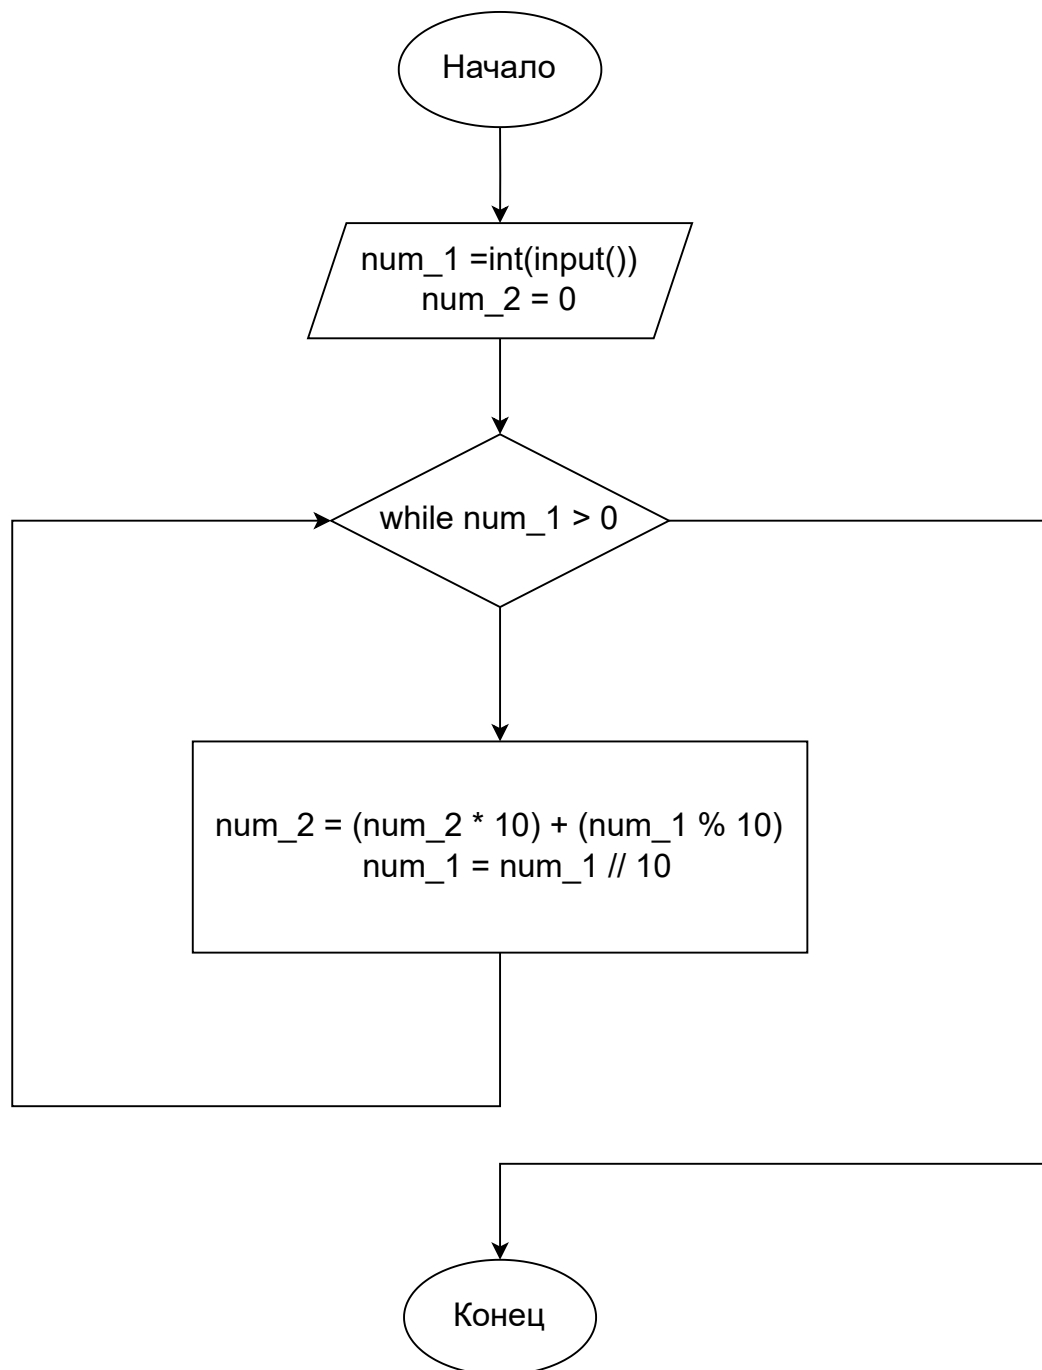 Начало
num_1 =int(input())
num_2 = 0
while num_1 > 0
num_2 = (num_2 * 10) + (num_1 % 10)
num_1 = num_1 // 10
Конец